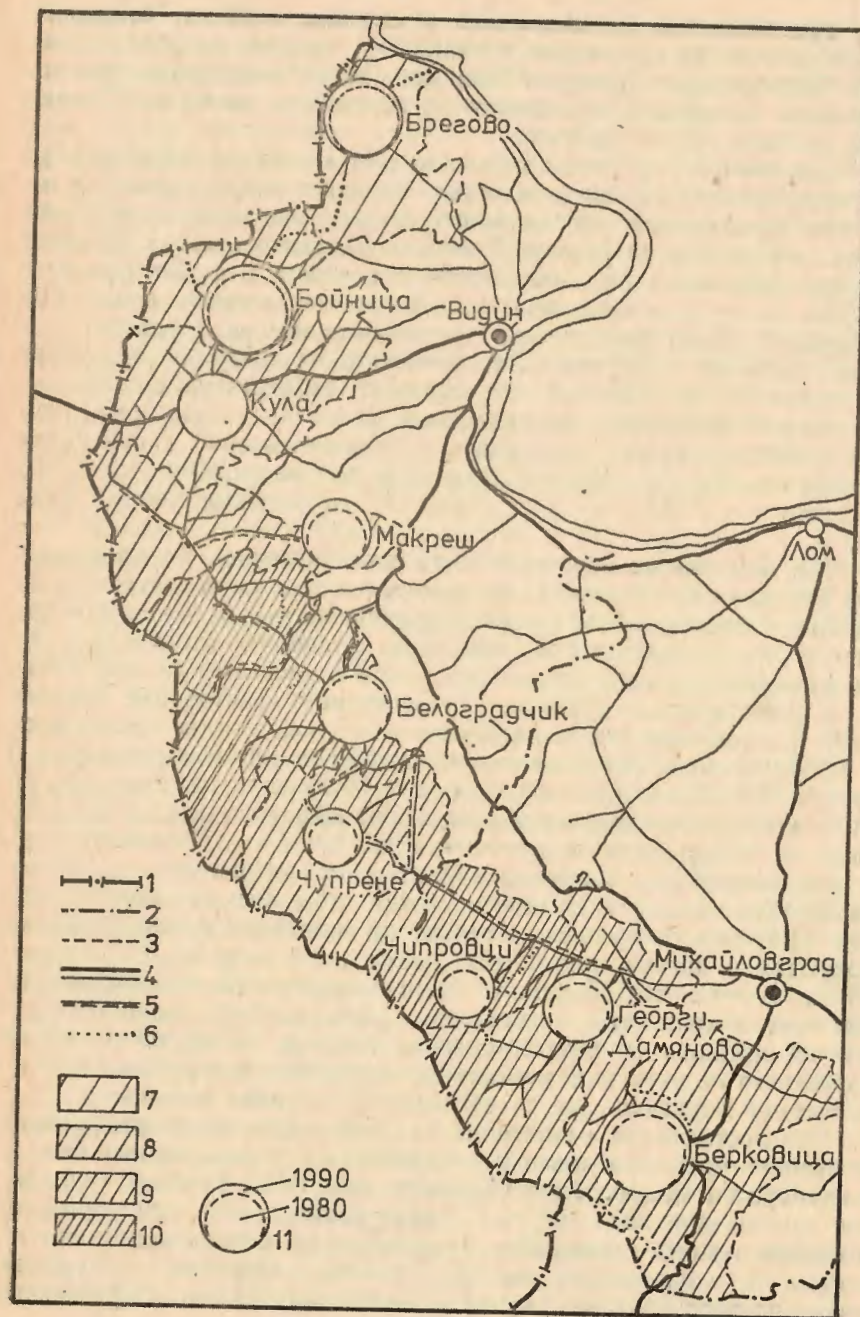 Брегово
Бойница
Видин
Кула
Макреш
Лом
Белоградчик
Чупрене
Чипровци
Михайловград
Георги-
Дамяново
Берковица
1
2
3
4
5
6
7
8
9
10
1990
1980
11